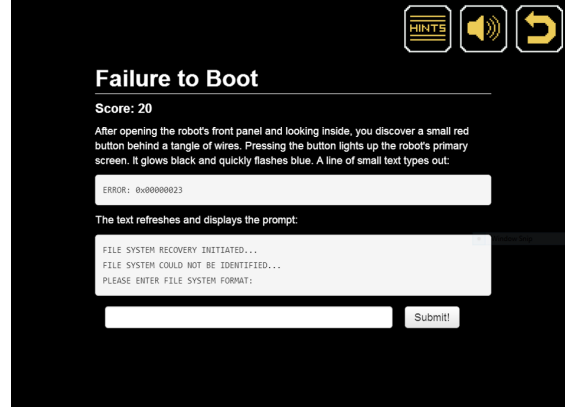 HINTS
Failure to Boot
Score: 20
After opening the robot's front panel and looking inside, you discover a small red
button behind a tangle of wires. Pressing the button lights up the robot's primary
screen. It glows black and quickly flashes blue. A line of small text types out:
ERROR: 0x00000023
The text refreshes and displays the prompt:
FILE SYSTEM RECOVERY INITIATED...
FILE SYSTEM COULD NOT BE IDENTIFIED...
PLEASE ENTER FILE SYSTEM FORMAT:
Submit!